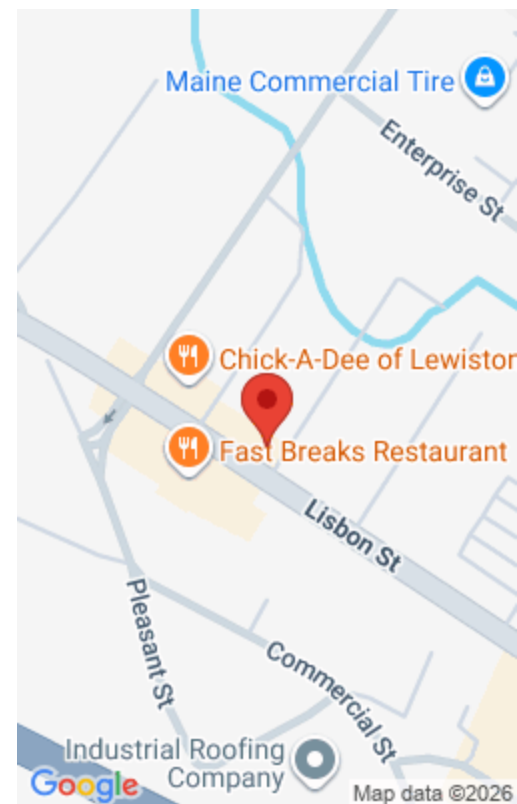 Maine Commercial Tire
Enterprise St
Chick-A-Dee of Lewiston
Fast Breaks Restaurant
Lisbon St
Pleasant St
Commercial St
Industrial Roofing
Company
Google
Map data ©2026